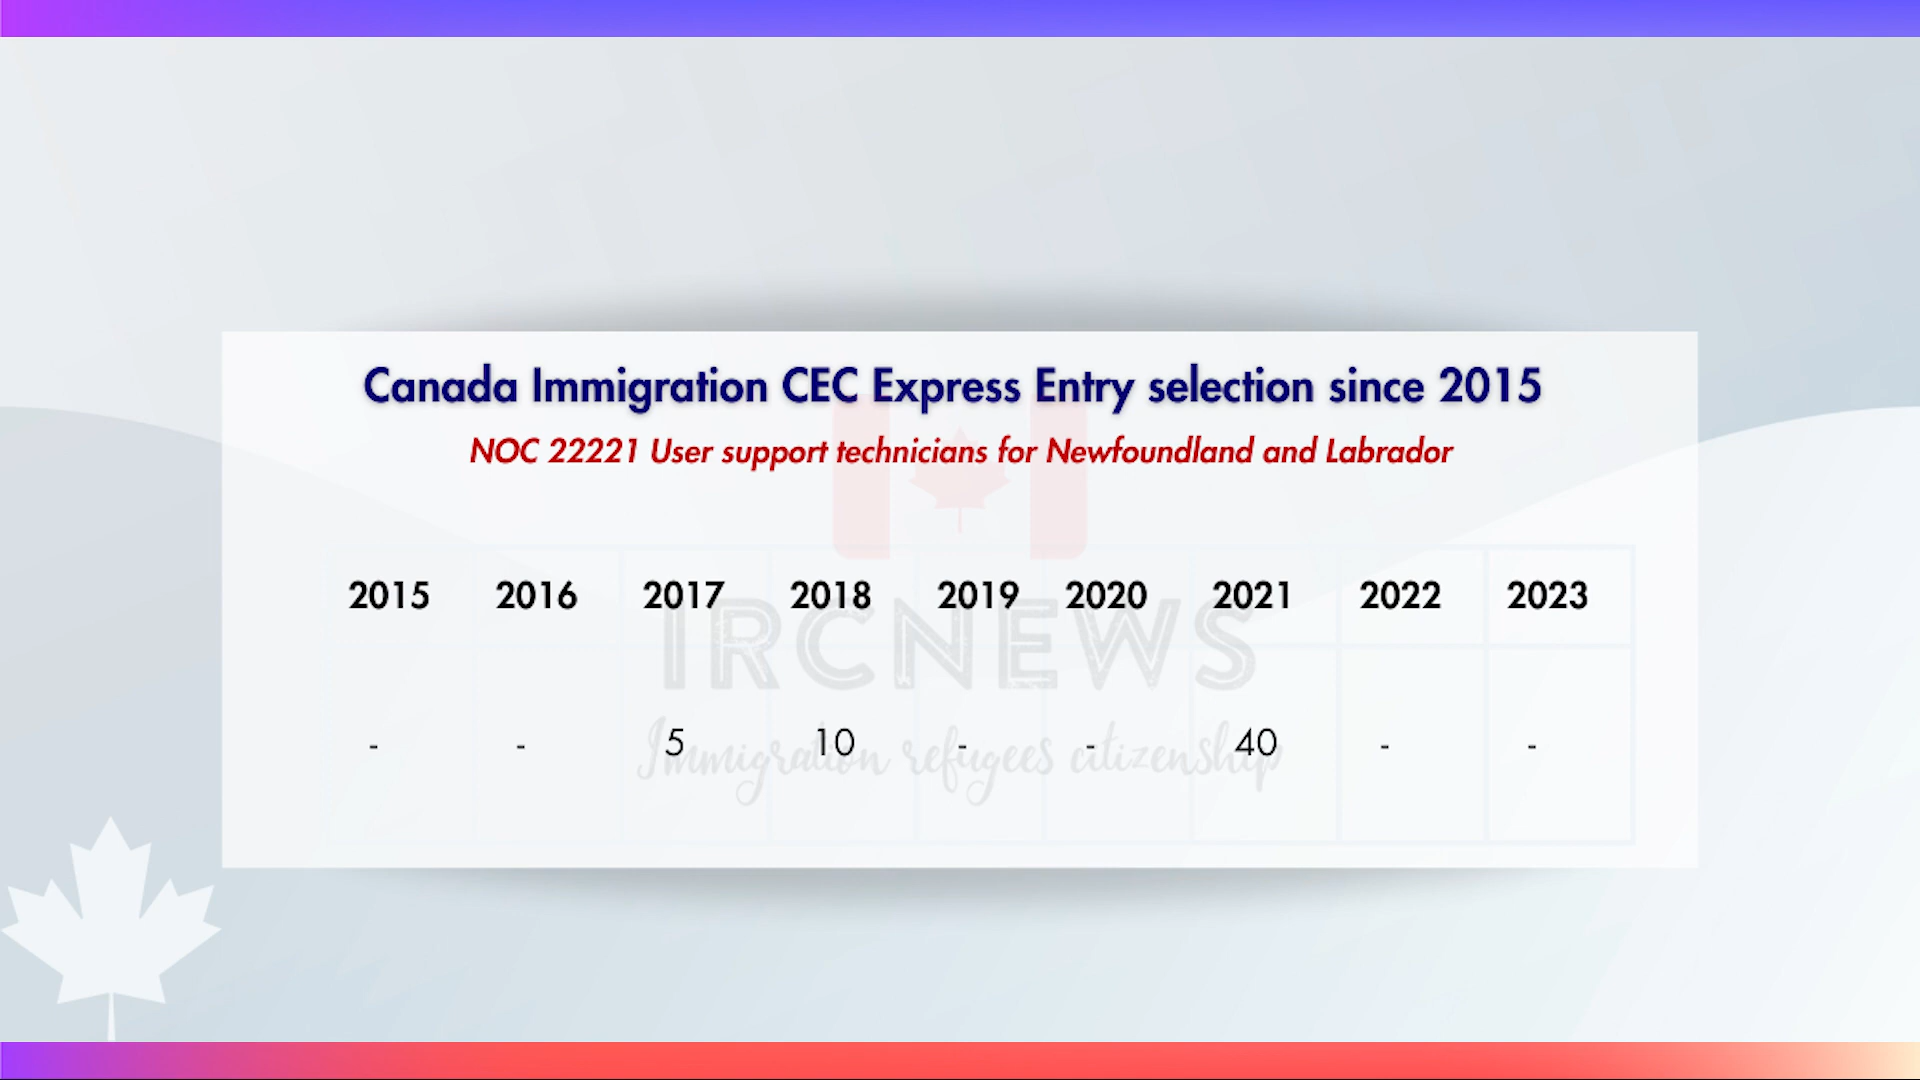 Canada Immigration CEC Express Entry selection since 2015
NOC 22221 User support technicians for Newfoundland and Labrador
2015 2016 2017 2018 2019 2020 2021 2022 2023
IRCNEWS
- - 5 10 - - 40 - -
Immigration refugees citizenship